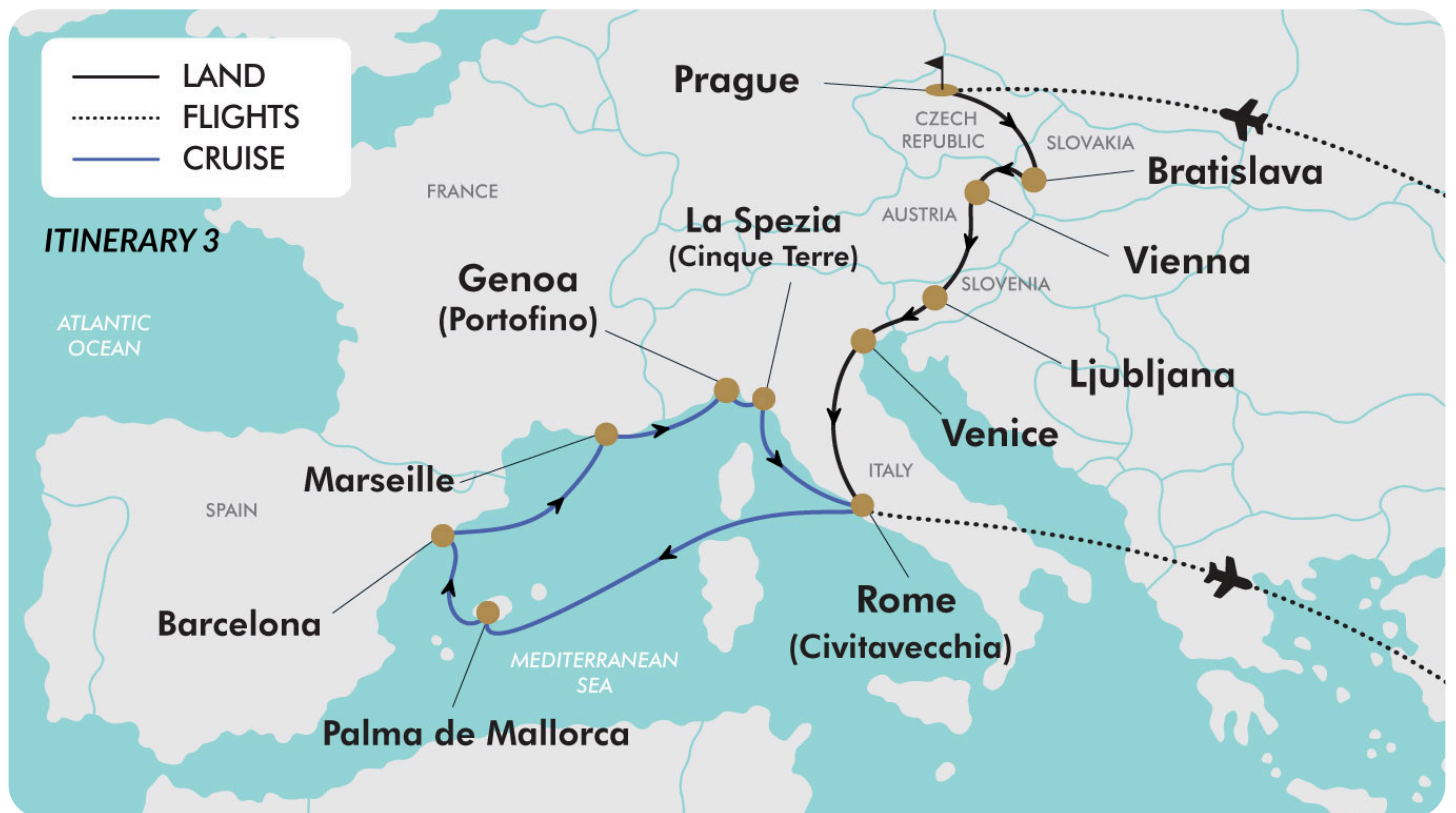 LAND
FLIGHTS
CRUISE
ITINERARY 3
ATLANTIC
OCEAN
FRANCE
SPAIN
Prague
CZECH
REPUBLIC
SLOVAKIA
Bratislava
AUSTRIA
Vienna
SLOVENIA
Ljubljana
La Spezia
(Cinque Terre)
Genoa
(Portofino)
Venice
Marseille
ITALY
Barcelona
Rome
(Civitavecchia)
MEDITERRANEAN
SEA
Palma de Mallorca